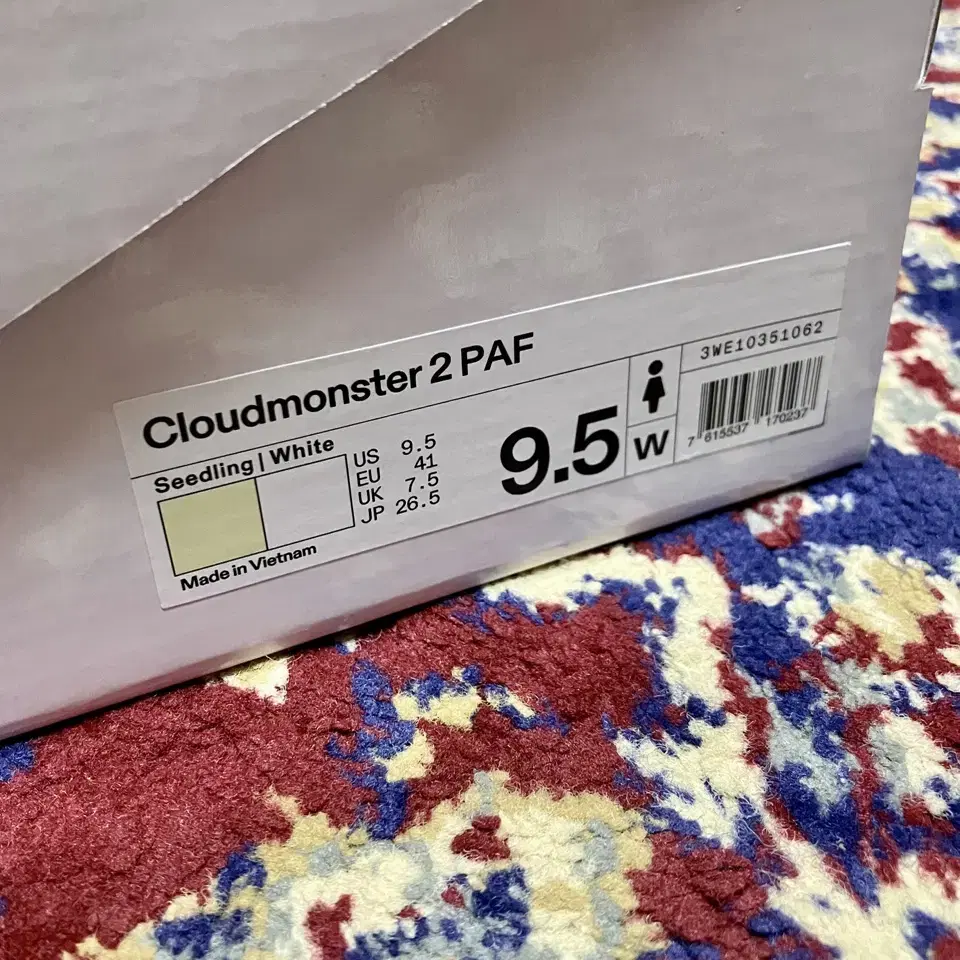 Cloudmonster 2 PAF
Seedling | White
US 9.5
EU 41
UK 7.5
JP 26.5
Made in Vietnam
9.5
W
3WE10351062
7 615537 170237